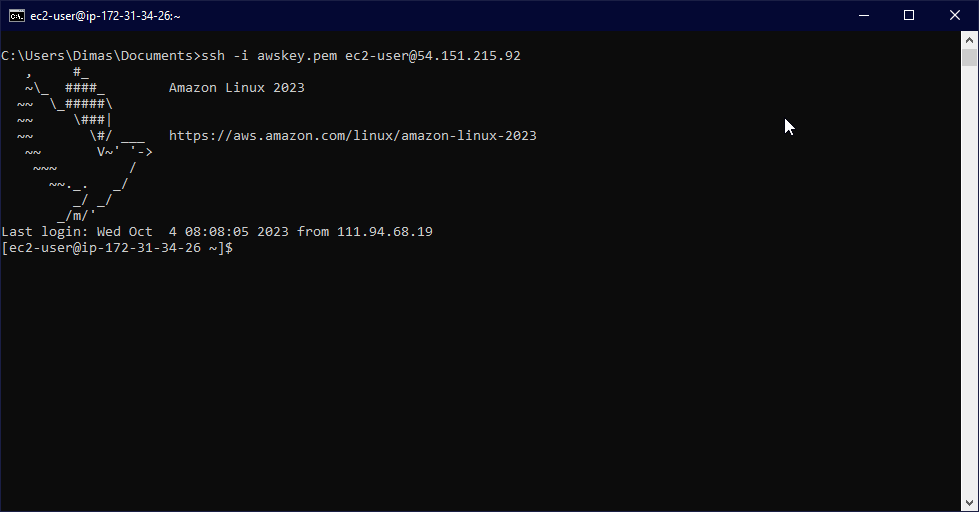 ec2-user@ip-172-31-34-26:~
C:\Users\Dimas\Documents>ssh -i awskey.pem ec2-user@54.151.215.92
   ,     #_
   ~\_  ####_        Amazon Linux 2023
  ~~  \_#####\
  ~~     \###|
  ~~       \#/ ___   https://aws.amazon.com/linux/amazon-linux-2023
   ~~       V~' '->
    ~~~         /
      ~~._.   _/
         _/ _/
       _/m/'
Last login: Wed Oct  4 08:08:05 2023 from 111.94.68.19
[ec2-user@ip-172-31-34-26 ~]$